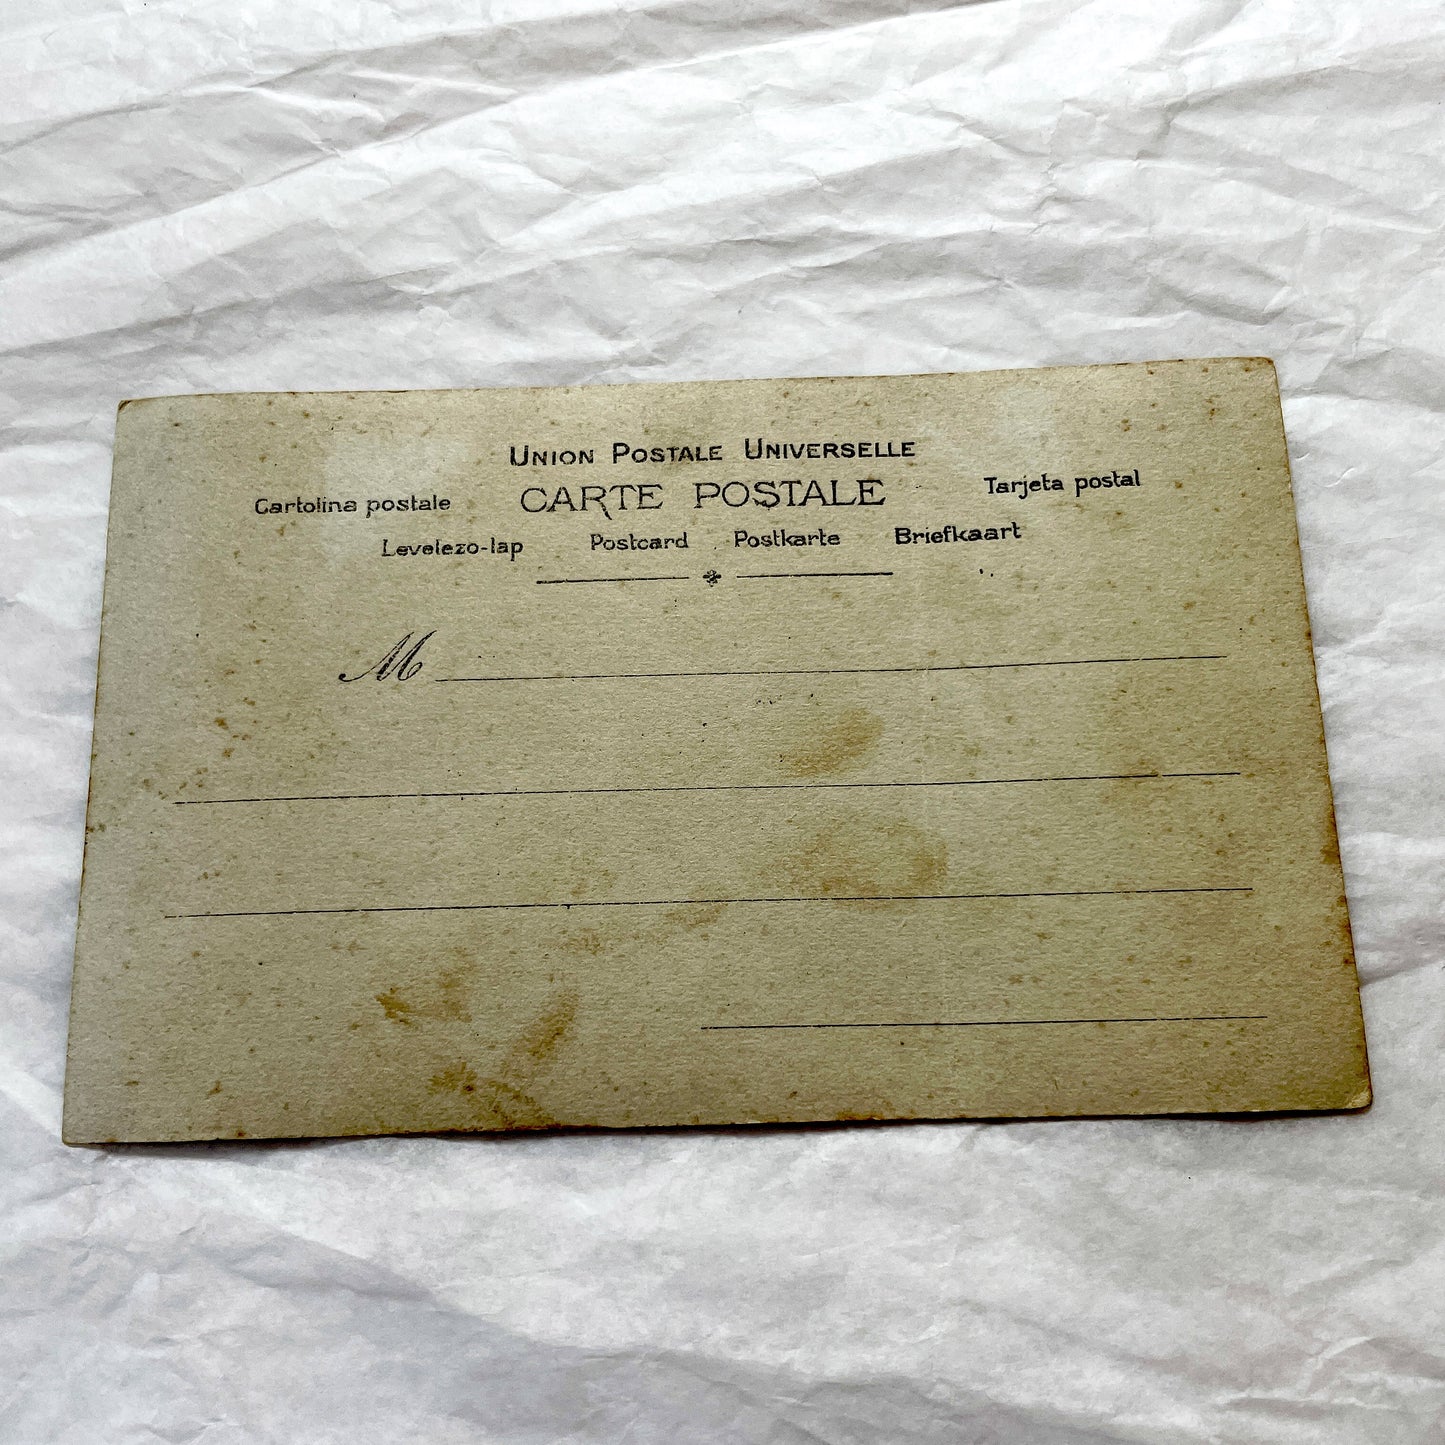 UNION POSTALE UNIVERSELLE
Cartolina postale CARTE POSTALE Tarjeta postal
Levelezo-lap Postcard Postkarte Briefkaart
M